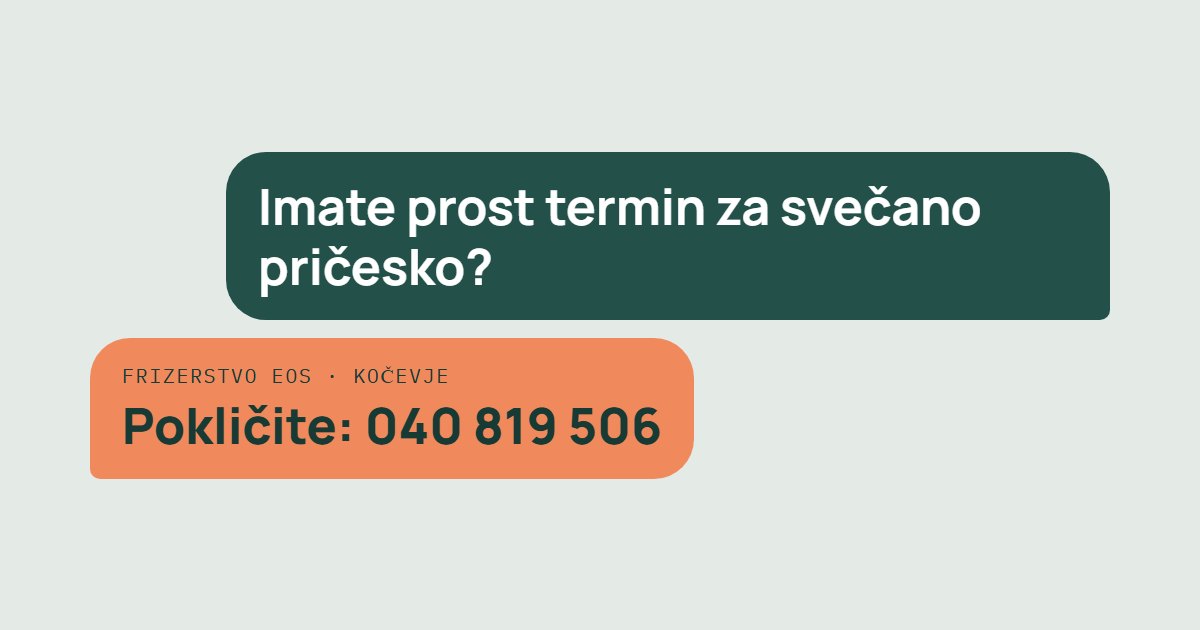 Imate prost termin za svečano
pričesko?
FRIZERSTVO EOS · KOČEVJE
Pokličite: 040 819 506